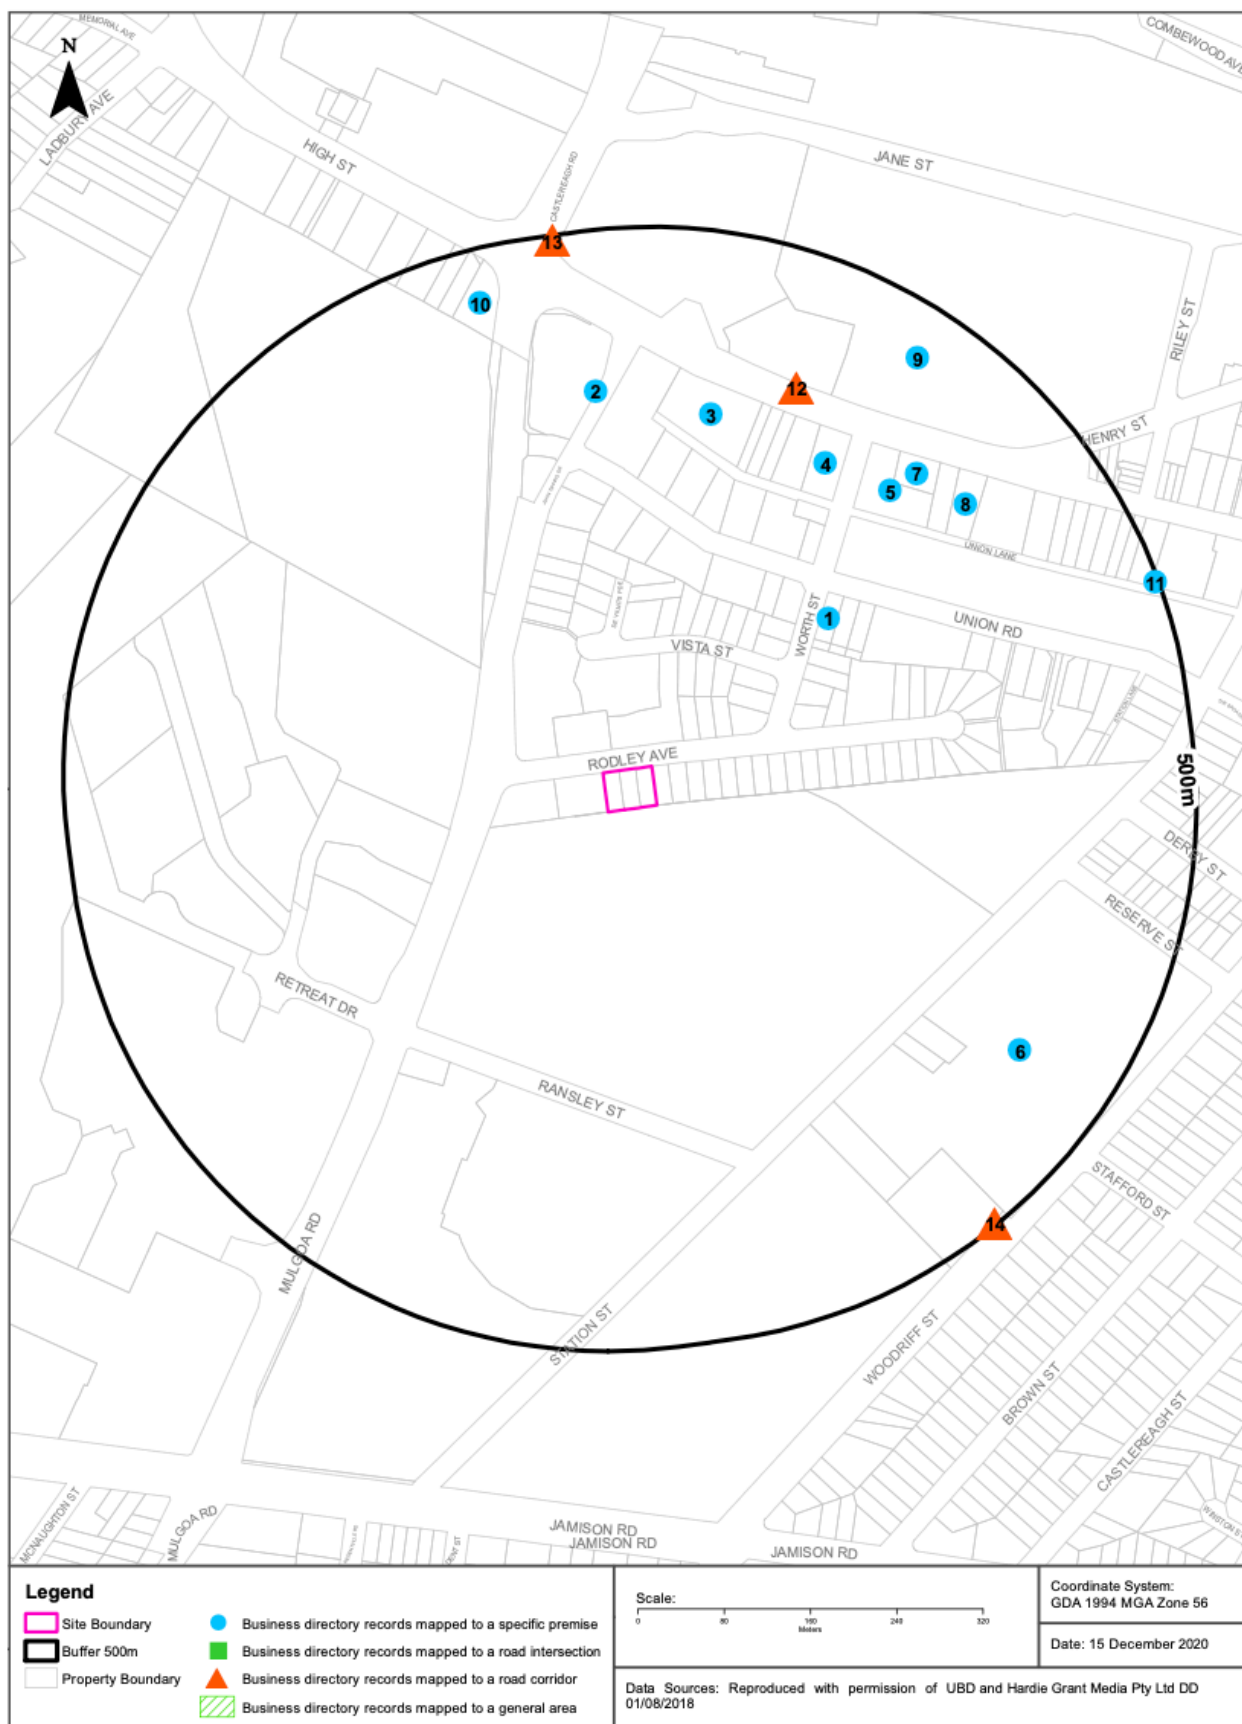 MEMORIAL AVE
COMBEWOOD AVE
N
LADBURY AVE
HIGH ST
CASTLEREAGH RD
JANE ST
13
10
RILEY ST
9
2
12
3
HENRY ST
4
7
5
8
UNION LANE
11
1
WORTH ST
UNION RD
VISTA ST
STATION LANE
RODLEY AVE
500m
DERBY ST
RESERVE ST
RETREAT DR
6
RANSLEY ST
STAFFORD ST
14
MULGOA RD
STATION ST
WOODRIFF ST
BROWN ST
CASTLEREAGH ST
MCNAUGHTON ST
MULGOA RD
JAMISON RD
JAMISON RD
JAMISON RD
WINSTON ST
Legend
Site Boundary
Buffer 500m
Property Boundary
Business directory records mapped to a specific premise
Business directory records mapped to a road intersection
Business directory records mapped to a road corridor
Business directory records mapped to a general area
Scale:
0 80 160 240 320
Meters
Coordinate System:
GDA 1994 MGA Zone 56
Date: 15 December 2020
Data Sources: Reproduced with permission of UBD and Hardie Grant Media Pty Ltd DD
01/08/2018